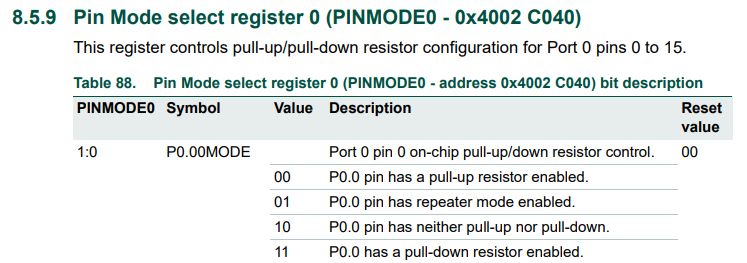 8.5.9 Pin Mode select register 0 (PINMODE0 - 0x4002 C040)
This register controls pull-up/pull-down resistor configuration for Port 0 pins 0 to 15.
Table 88. Pin Mode select register 0 (PINMODE0 - address 0x4002 C040) bit description
PINMODE0 Symbol Value Description Reset
value
1:0 P0.00MODE Port 0 pin 0 on-chip pull-up/down resistor control. 00
00 P0.0 pin has a pull-up resistor enabled.
01 P0.0 pin has repeater mode enabled.
10 P0.0 pin has neither pull-up nor pull-down.
11 P0.0 has a pull-down resistor enabled.